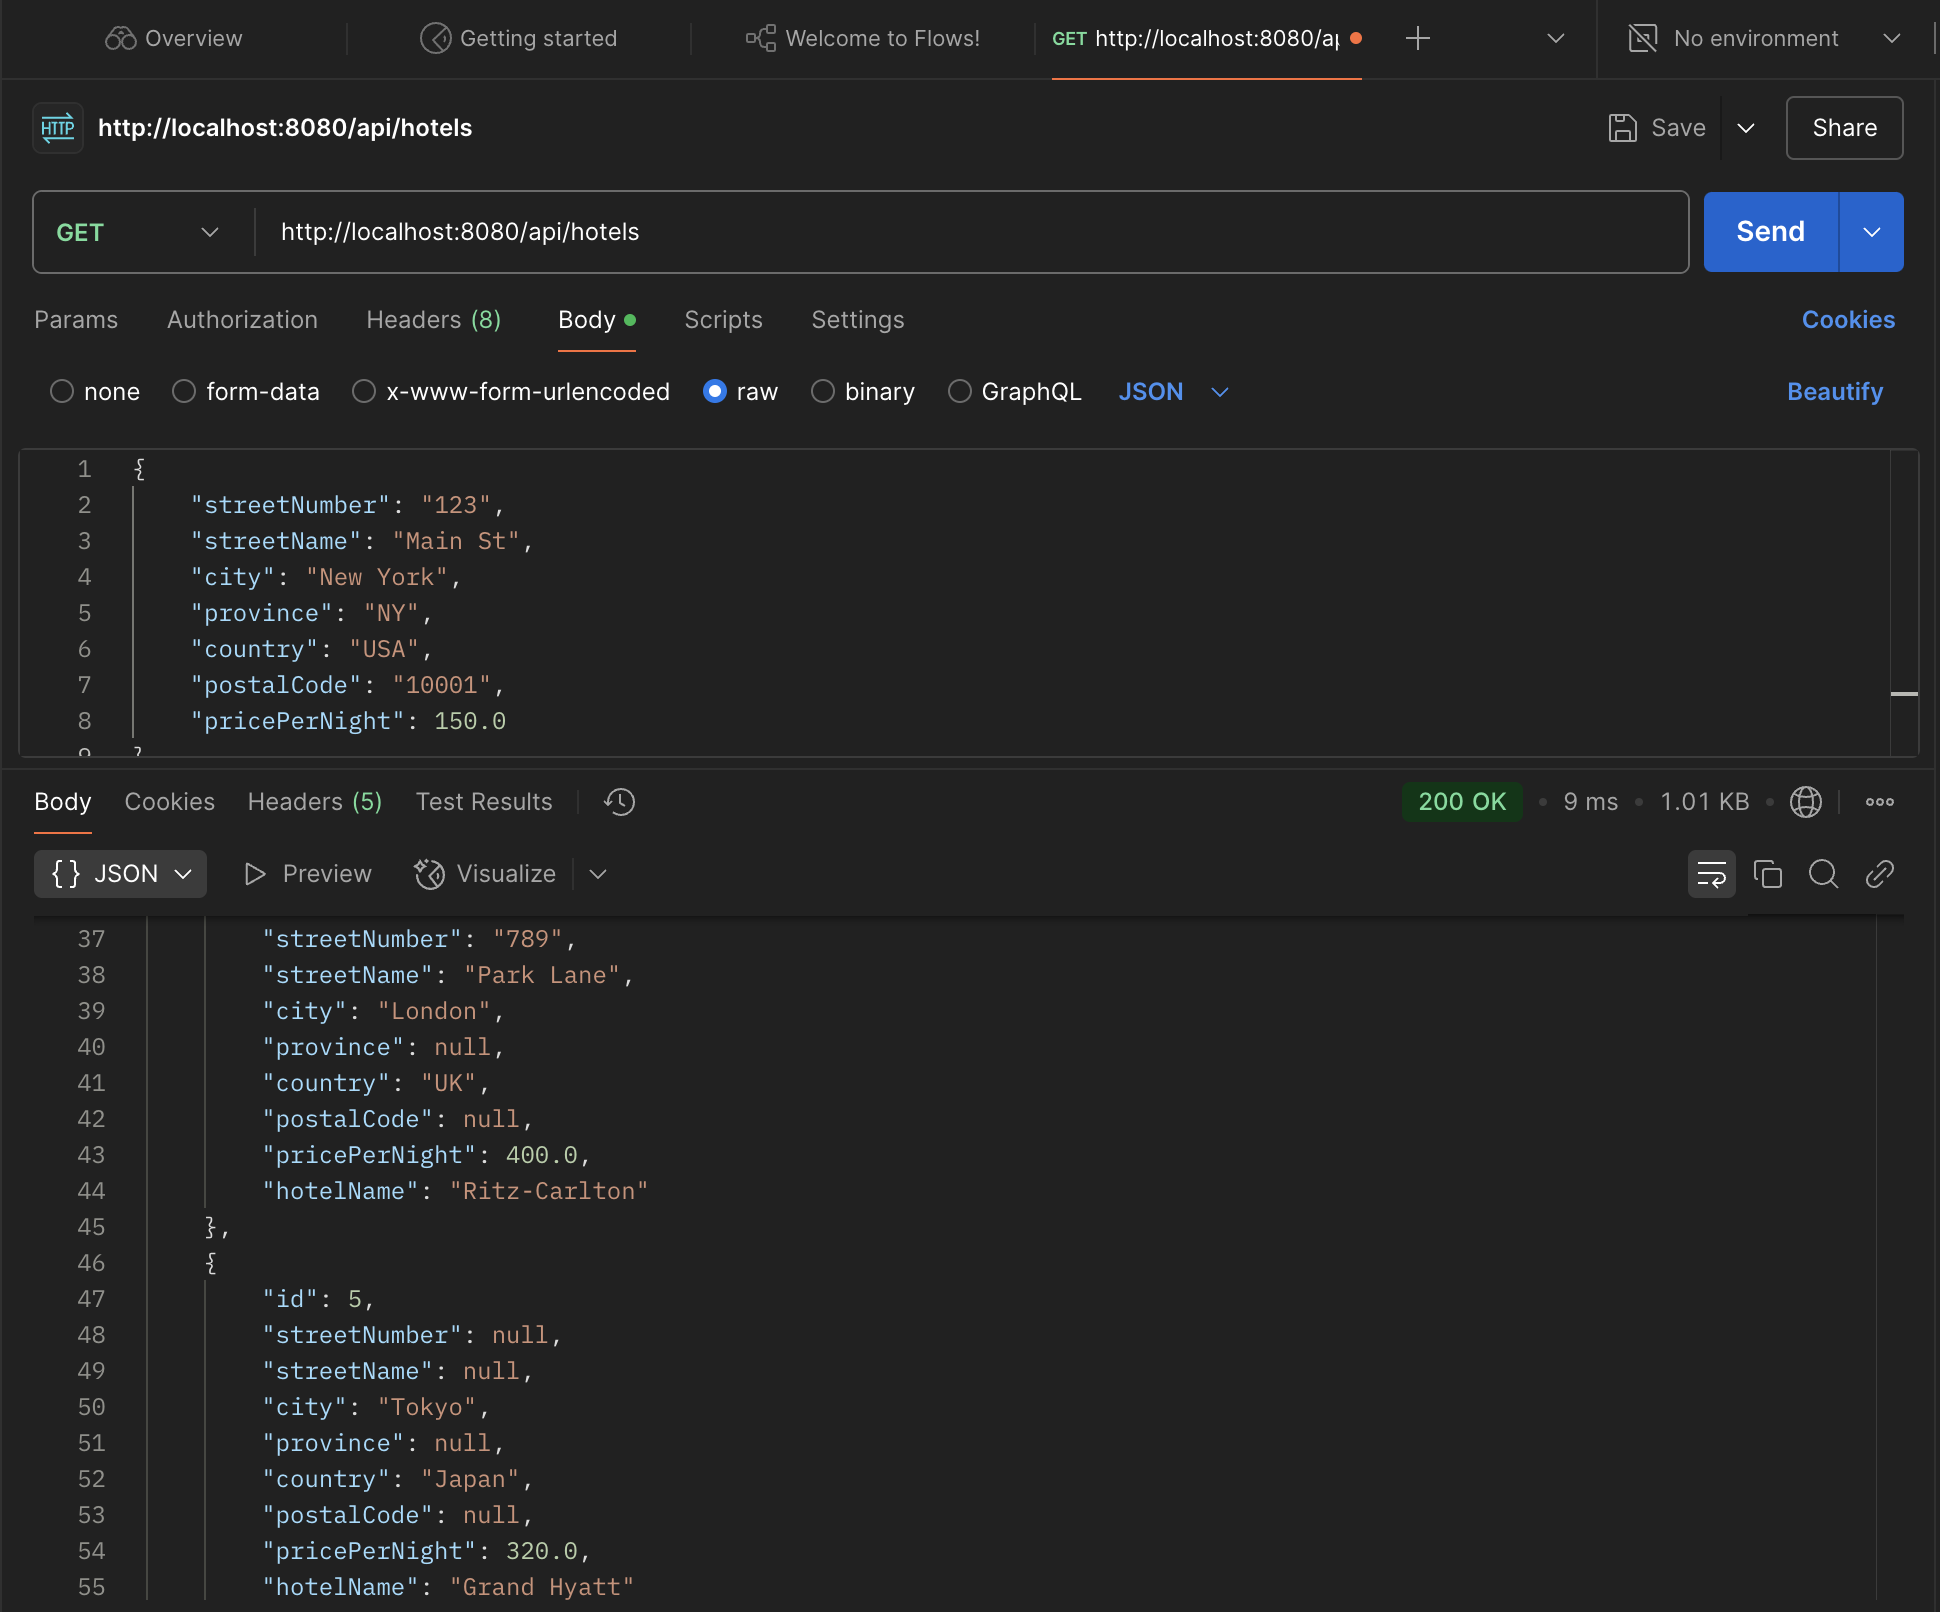 Overview
Getting started
Welcome to Flows!
GET http://localhost:8080/ap
No environment
HTTP http://localhost:8080/api/hotels
Save
Share
GET
http://localhost:8080/api/hotels
Send
Params
Authorization
Headers (8)
Body
Scripts
Settings
Cookies
none
form-data
x-www-form-urlencoded
raw
binary
GraphQL
JSON
Beautify
1 {
2 "streetNumber": "123",
3 "streetName": "Main St",
4 "city": "New York",
5 "province": "NY",
6 "country": "USA",
7 "postalCode": "10001",
8 "pricePerNight": 150.0
9 }
Body
Cookies
Headers (5)
Test Results
200 OK
9 ms
1.01 KB
{} JSON
Preview
Visualize
37 "streetNumber": "789",
38 "streetName": "Park Lane",
39 "city": "London",
40 "province": null,
41 "country": "UK",
42 "postalCode": null,
43 "pricePerNight": 400.0,
44 "hotelName": "Ritz-Carlton"
45 },
46 {
47 "id": 5,
48 "streetNumber": null,
49 "streetName": null,
50 "city": "Tokyo",
51 "province": null,
52 "country": "Japan",
53 "postalCode": null,
54 "pricePerNight": 320.0,
55 "hotelName": "Grand Hyatt"